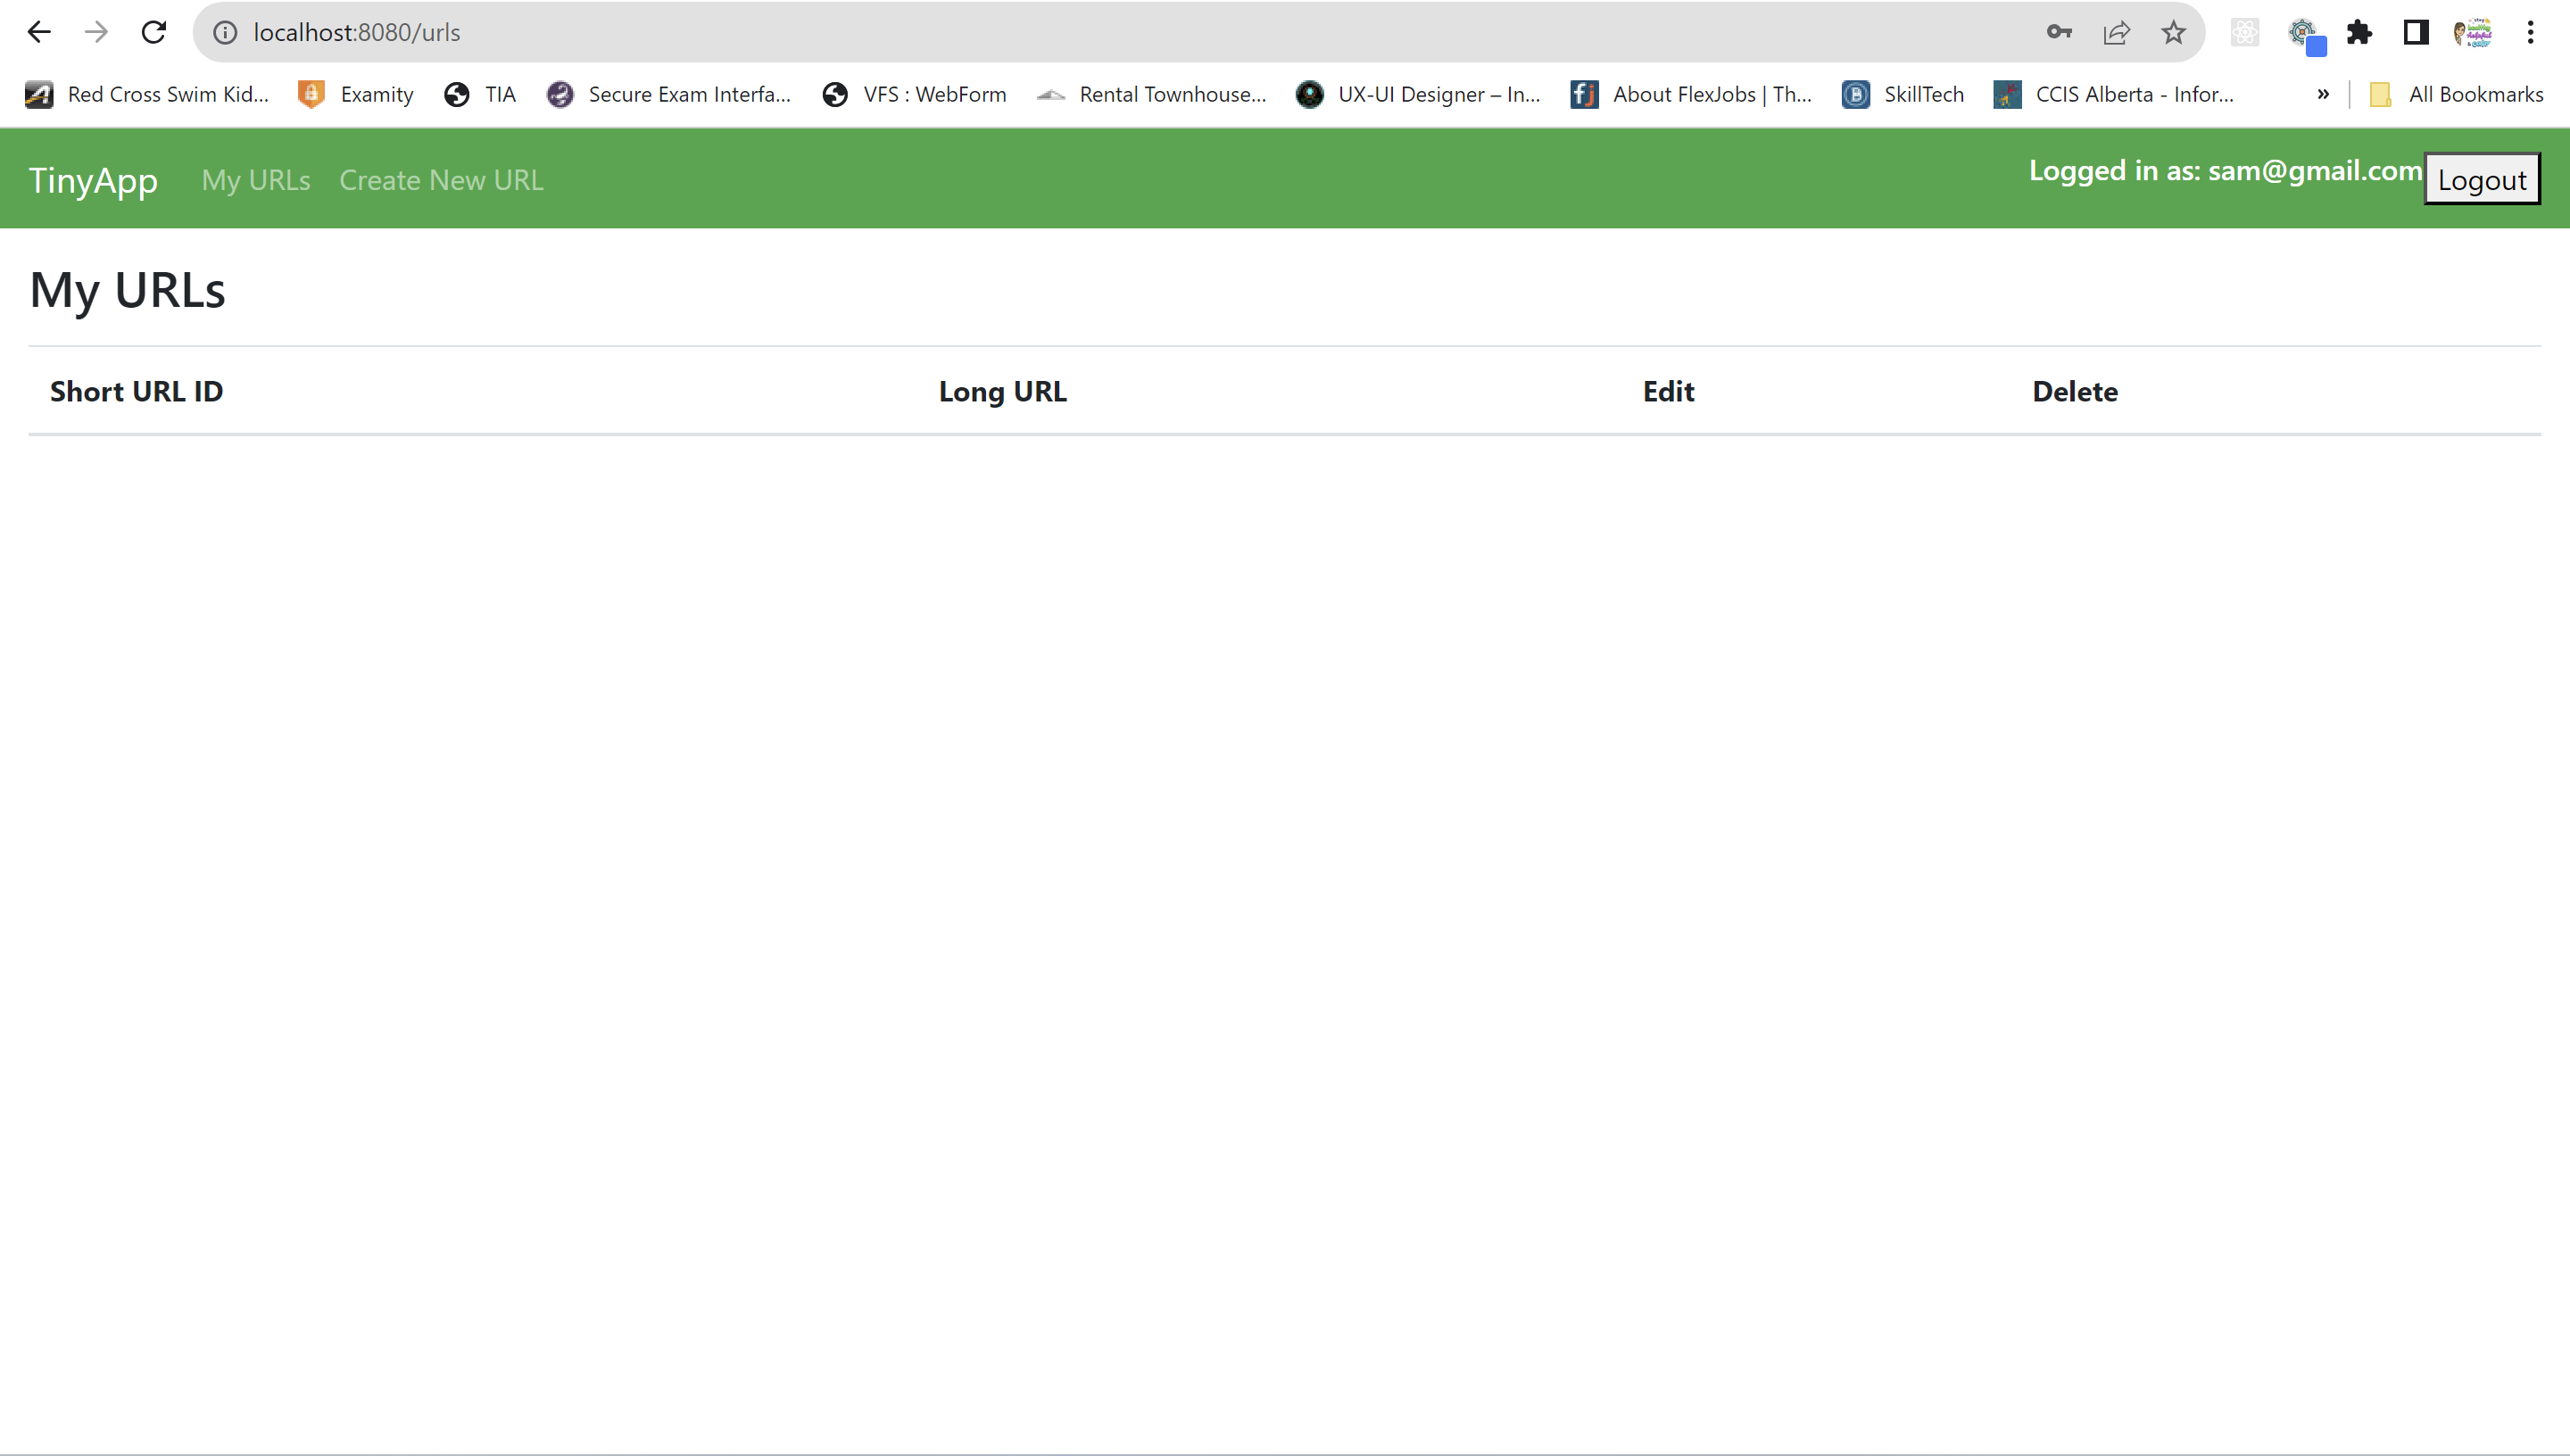 localhost:8080/urls
Red Cross Swim Kid... Examity TIA Secure Exam Interfa... VFS : WebForm Rental Townhouse... UX-UI Designer – In... About FlexJobs | Th... SkillTech CCIS Alberta - Infor... » All Bookmarks
TinyApp My URLs Create New URL Logged in as: sam@gmail.com Logout
My URLs
Short URL ID Long URL Edit Delete